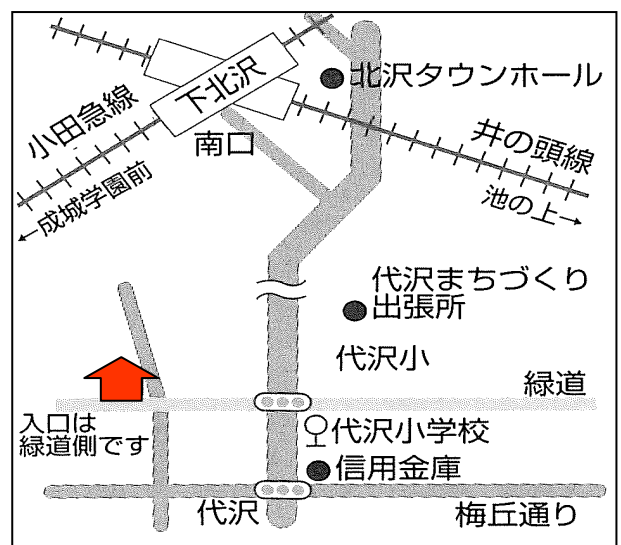 下北沢
北沢タウンホール
小田急線
南口
井の頭線
←成城学園前
池の上→
代沢まちづくり
出張所
代沢小
緑道
入口は
緑道側です
代沢小学校
信用金庫
代沢
梅丘通り